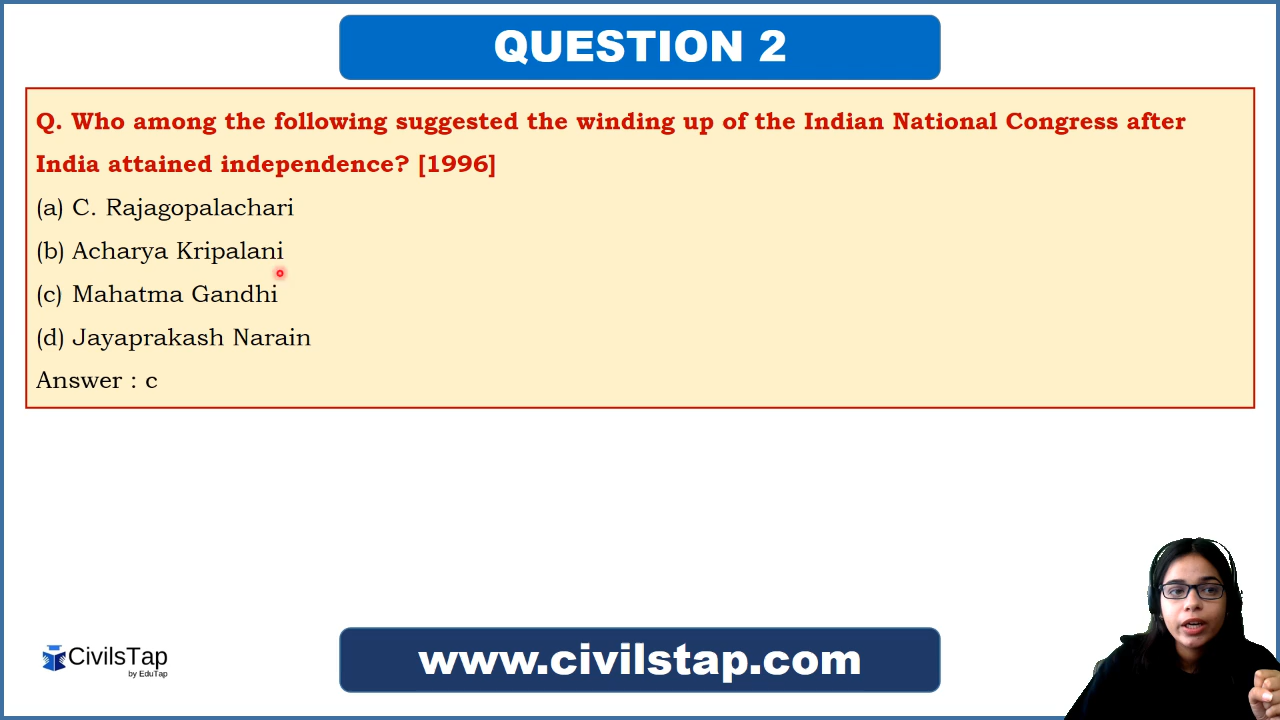 QUESTION 2
Q. Who among the following suggested the winding up of the Indian National Congress after
India attained independence? [1996]
(a) C. Rajagopalachari
(b) Acharya Kripalani
(c) Mahatma Gandhi
(d) Jayaprakash Narain
Answer : c
CivilsTap
by EduTap
www.civilstap.com